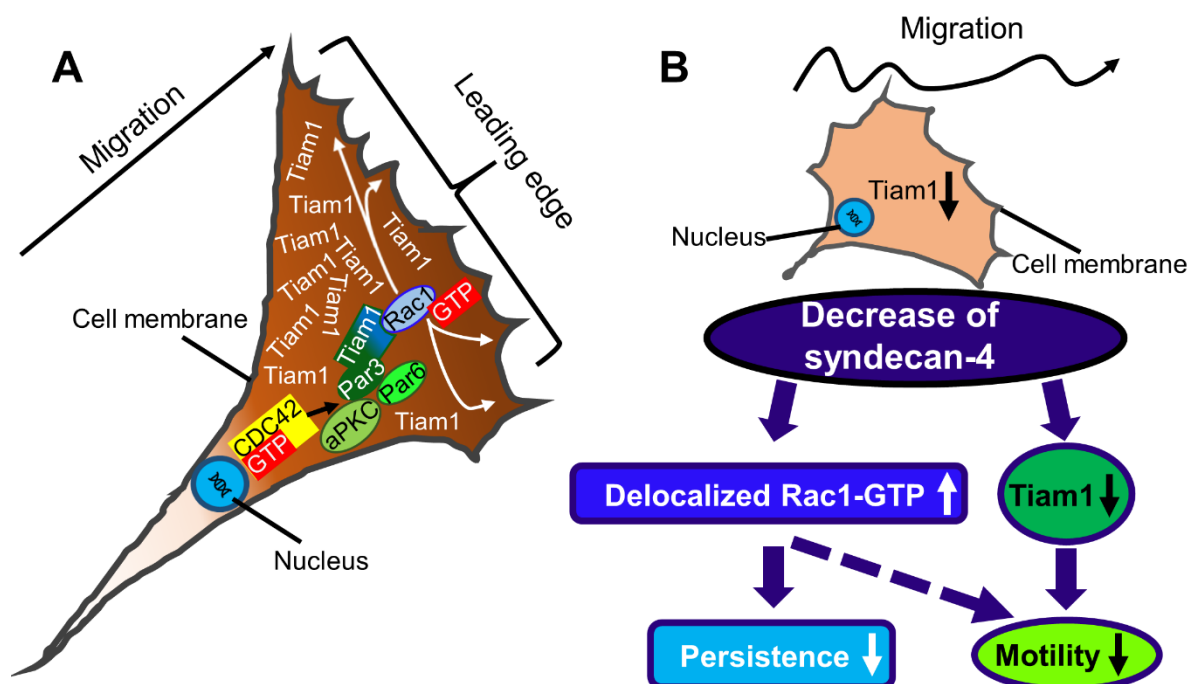 A
Migration
Leading edge
Tiam1
Tiam1
Tiam1
Tiam1
Tiam1
Tiam1
Tiam1
Tiam1
Tiam1
Cell membrane
Rac1
GTP
Tiam1
Par3
Par6
aPKC
CDC42
GTP
Tiam1
Nucleus
B
Migration
Tiam1
Nucleus
Cell membrane
Decrease of
syndecan-4
Delocalized Rac1-GTP
Tiam1
Persistence
Motility